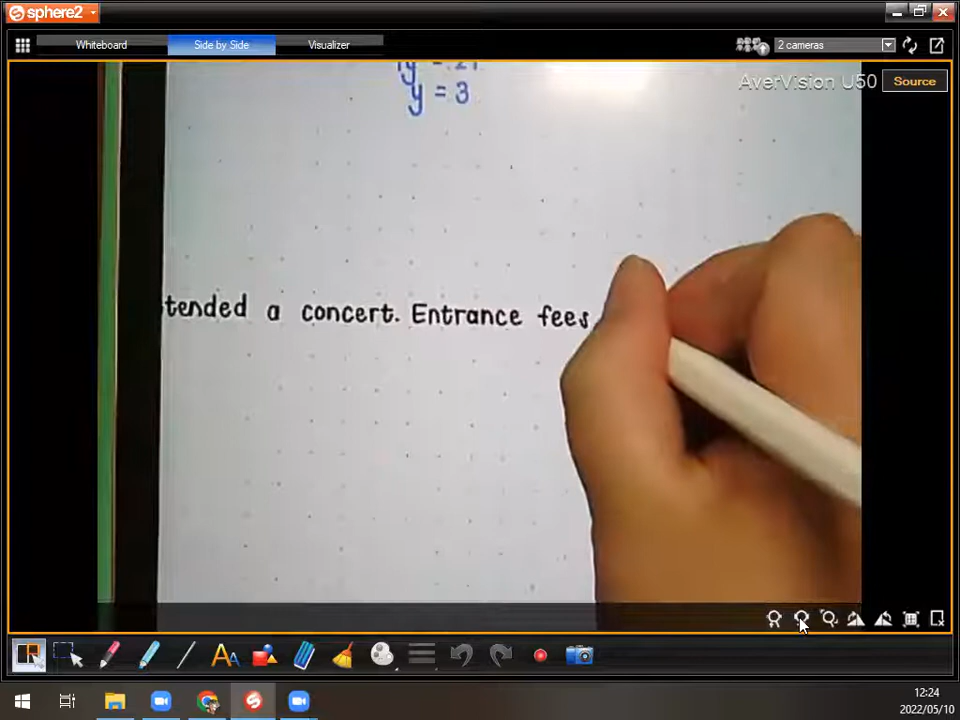 sphere2
Whiteboard Side by Side Visualizer 2 cameras
AverVision U50 Source
y = 3
tended a concert. Entrance fees
12:24
2022/05/10